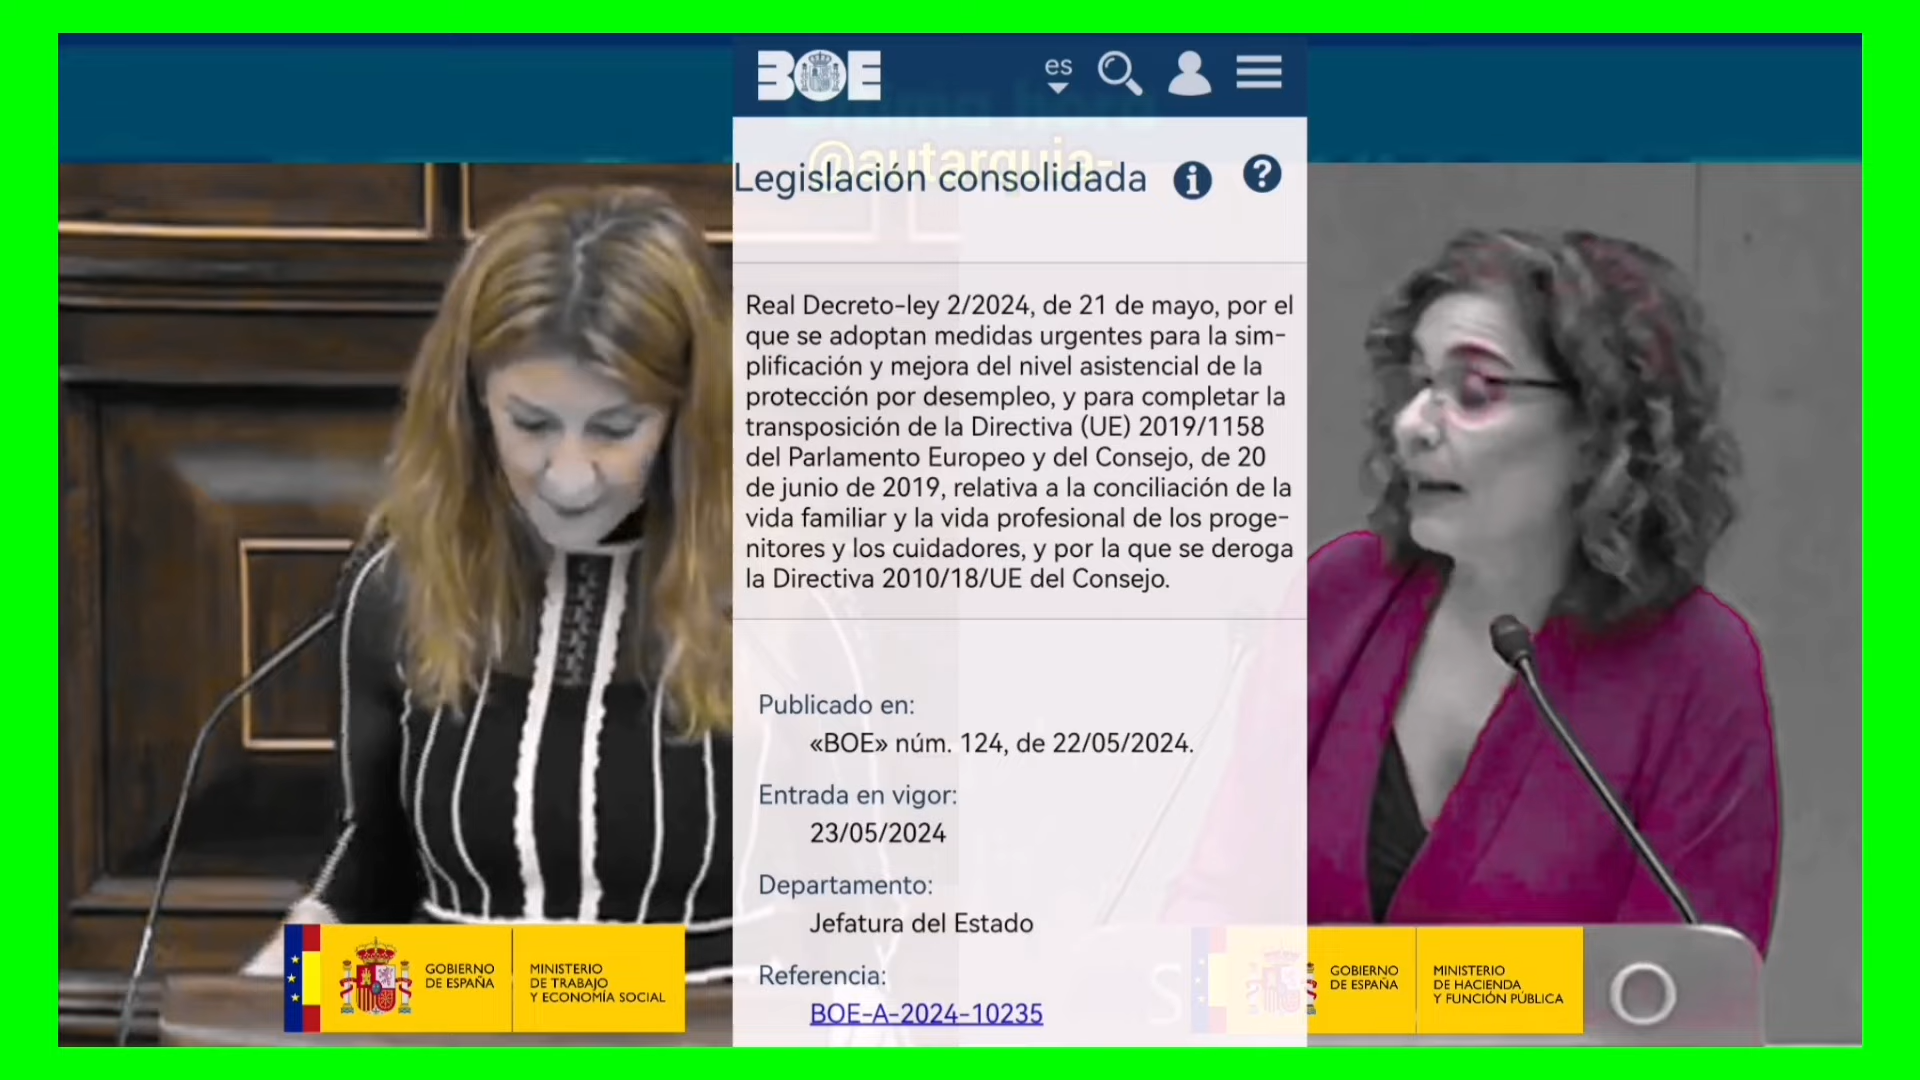 BOE
es
@autarquia-
Legislación consolidada
Real Decreto-ley 2/2024, de 21 de mayo, por el
que se adoptan medidas urgentes para la sim-
plificación y mejora del nivel asistencial de la
protección por desempleo, y para completar la
transposición de la Directiva (UE) 2019/1158
del Parlamento Europeo y del Consejo, de 20
de junio de 2019, relativa a la conciliación de la
vida familiar y la vida profesional de los proge-
nitores y los cuidadores, y por la que se deroga
la Directiva 2010/18/UE del Consejo.
Publicado en:
«BOE» núm. 124, de 22/05/2024.
Entrada en vigor:
23/05/2024
Departamento:
Jefatura del Estado
Referencia:
BOE-A-2024-10235
GOBIERNO
DE ESPAÑA
MINISTERIO
DE TRABAJO
Y ECONOMÍA SOCIAL
GOBIERNO
DE ESPAÑA
MINISTERIO
DE HACIENDA
Y FUNCIÓN PÚBLICA
S
O